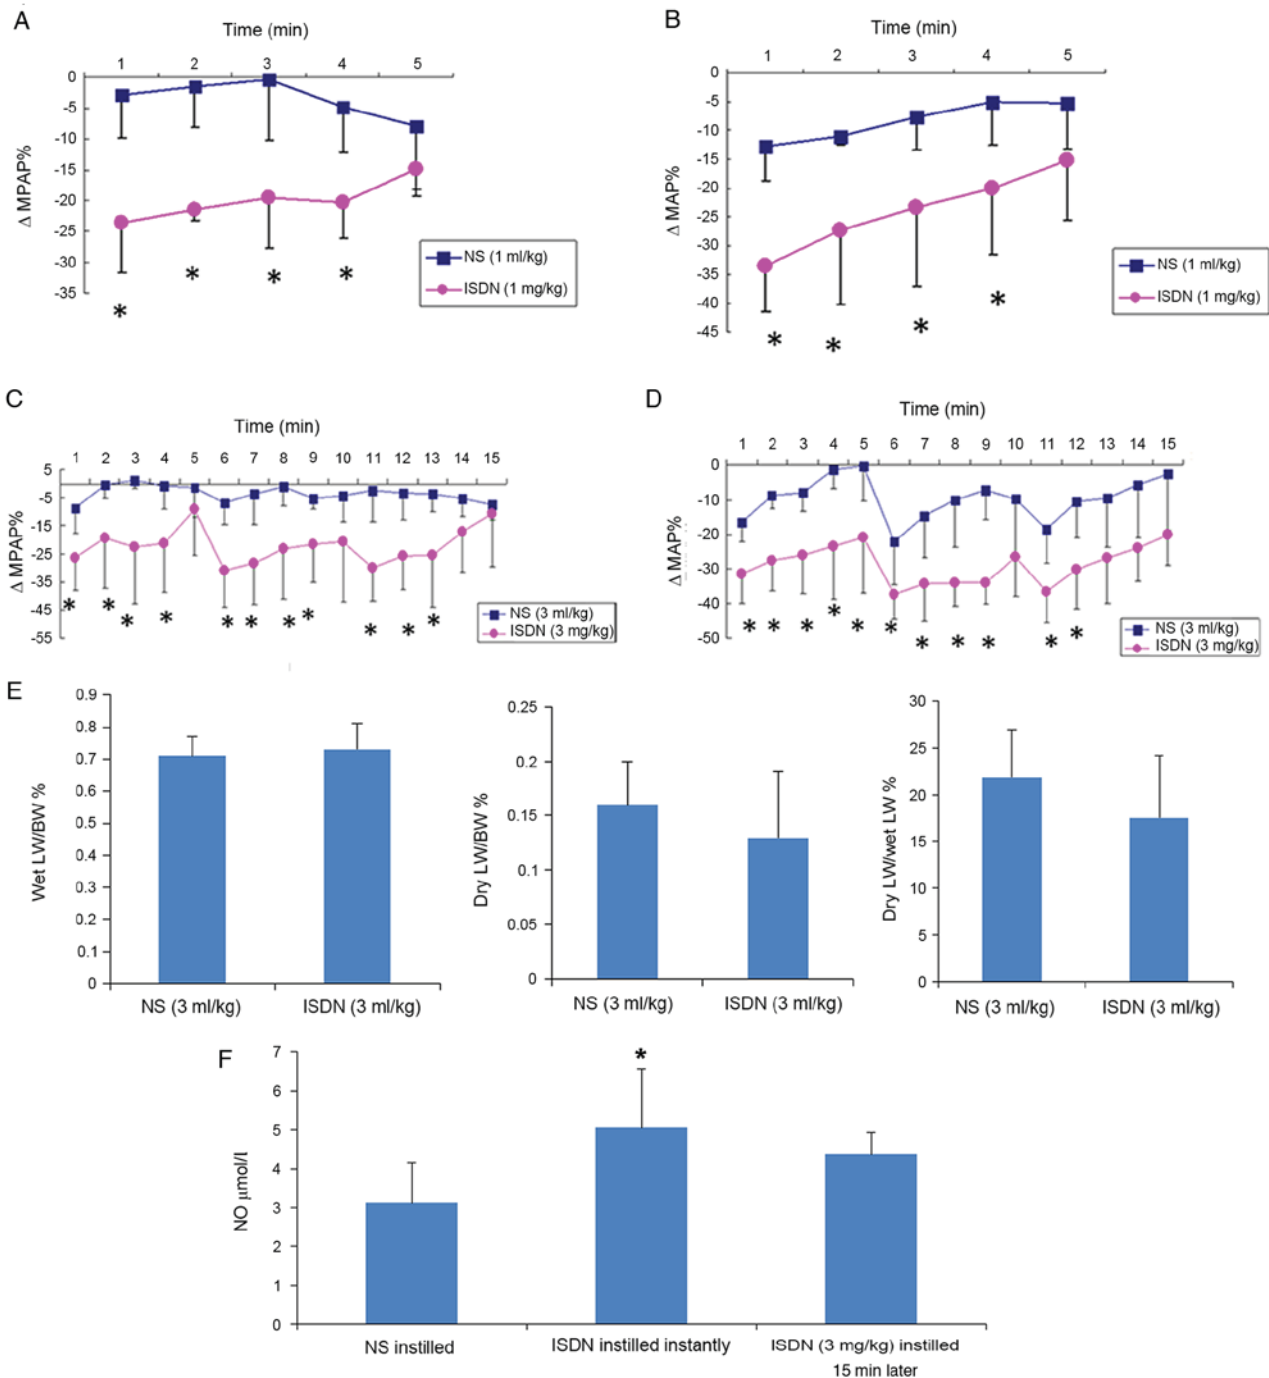 A
Time (min)
1 2 3 4 5
0
-5
-10
-15
-20
-25
-30
-35
Δ MPAP%
NS (1 ml/kg)
ISDN (1 mg/kg)
* * * *
B
Time (min)
1 2 3 4 5
0
-5
-10
-15
-20
-25
-30
-35
-40
-45
Δ MAP%
NS (1 ml/kg)
ISDN (1 mg/kg)
* * * *
C
Time (min)
1 2 3 4 5 6 7 8 9 10 11 12 13 14 15
5
-5
-15
-25
-35
-45
-55
Δ MPAP%
NS (3 ml/kg)
ISDN (3 mg/kg)
* * * * * * * * * * *
D
Time (min)
1 2 3 4 5 6 7 8 9 10 11 12 13 14 15
0
-10
-20
-30
-40
-50
Δ MAP%
NS (3 ml/kg)
ISDN (3 mg/kg)
* * * * * * * * * * *
E
0.9
0.8
0.7
0.6
0.5
0.4
0.3
0.2
0.1
0
Wet LW/BW %
NS (3 ml/kg) ISDN (3 ml/kg)
0.25
0.2
0.15
0.1
0.05
0
Dry LW/BW %
NS (3 ml/kg) ISDN (3 ml/kg)
30
25
20
15
10
5
0
Dry LW/wet LW %
NS (3 ml/kg) ISDN (3 ml/kg)
F
7
6
5
4
3
2
1
0
NO μmol/l
*
NS instilled
ISDN instilled instantly
ISDN (3 mg/kg) instilled
15 min later